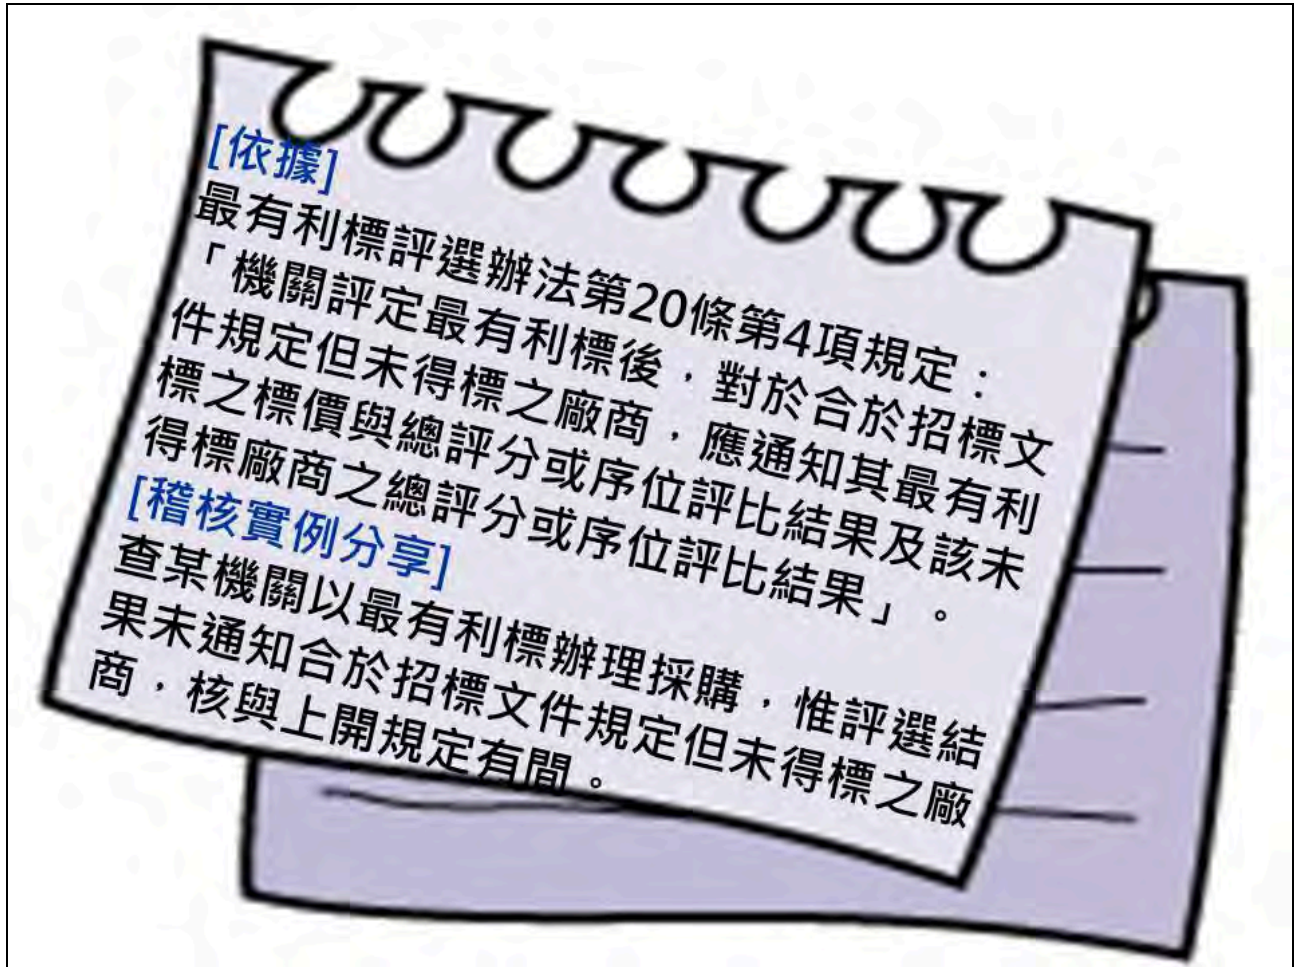 [依據]
最有利標評選辦法第20條第4項規定：
「機關評定最有利標後，對於合於招標文
件規定但未得標之廠商，應通知其最有利
標之標價與總評分或序位評比結果及該未
得標廠商之總評分或序位評比結果」。
[稽核實例分享]
查某機關以最有利標辦理採購，惟評選結
果未通知合於招標文件規定但未得標之廠
商，核與上開規定有間。